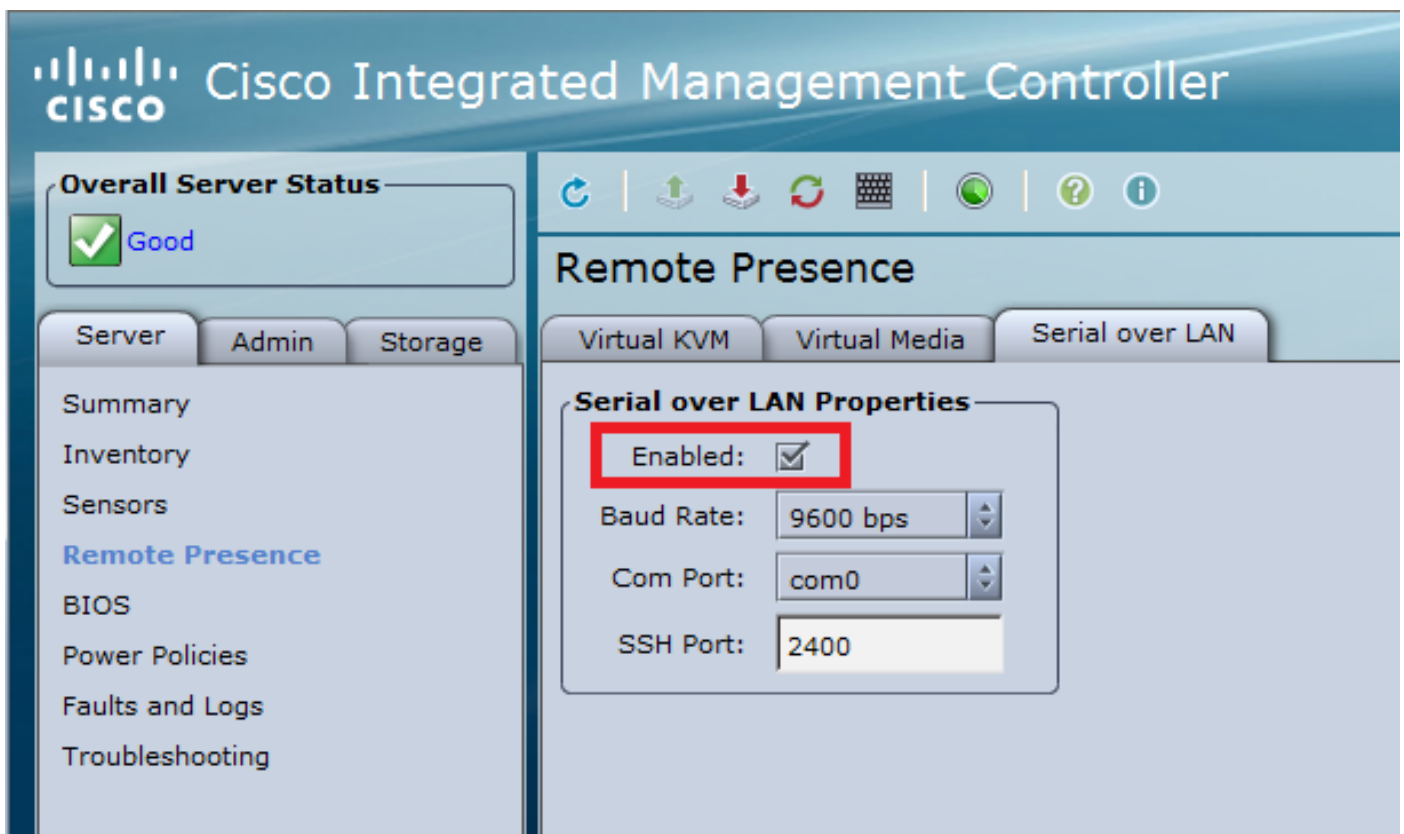 CISCO Cisco Integrated Management Controller
Overall Server Status
Good
Server Admin Storage
Summary
Inventory
Sensors
Remote Presence
BIOS
Power Policies
Faults and Logs
Troubleshooting
Remote Presence
Virtual KVM Virtual Media Serial over LAN
Serial over LAN Properties
Enabled:
Baud Rate: 9600 bps
Com Port: com0
SSH Port: 2400